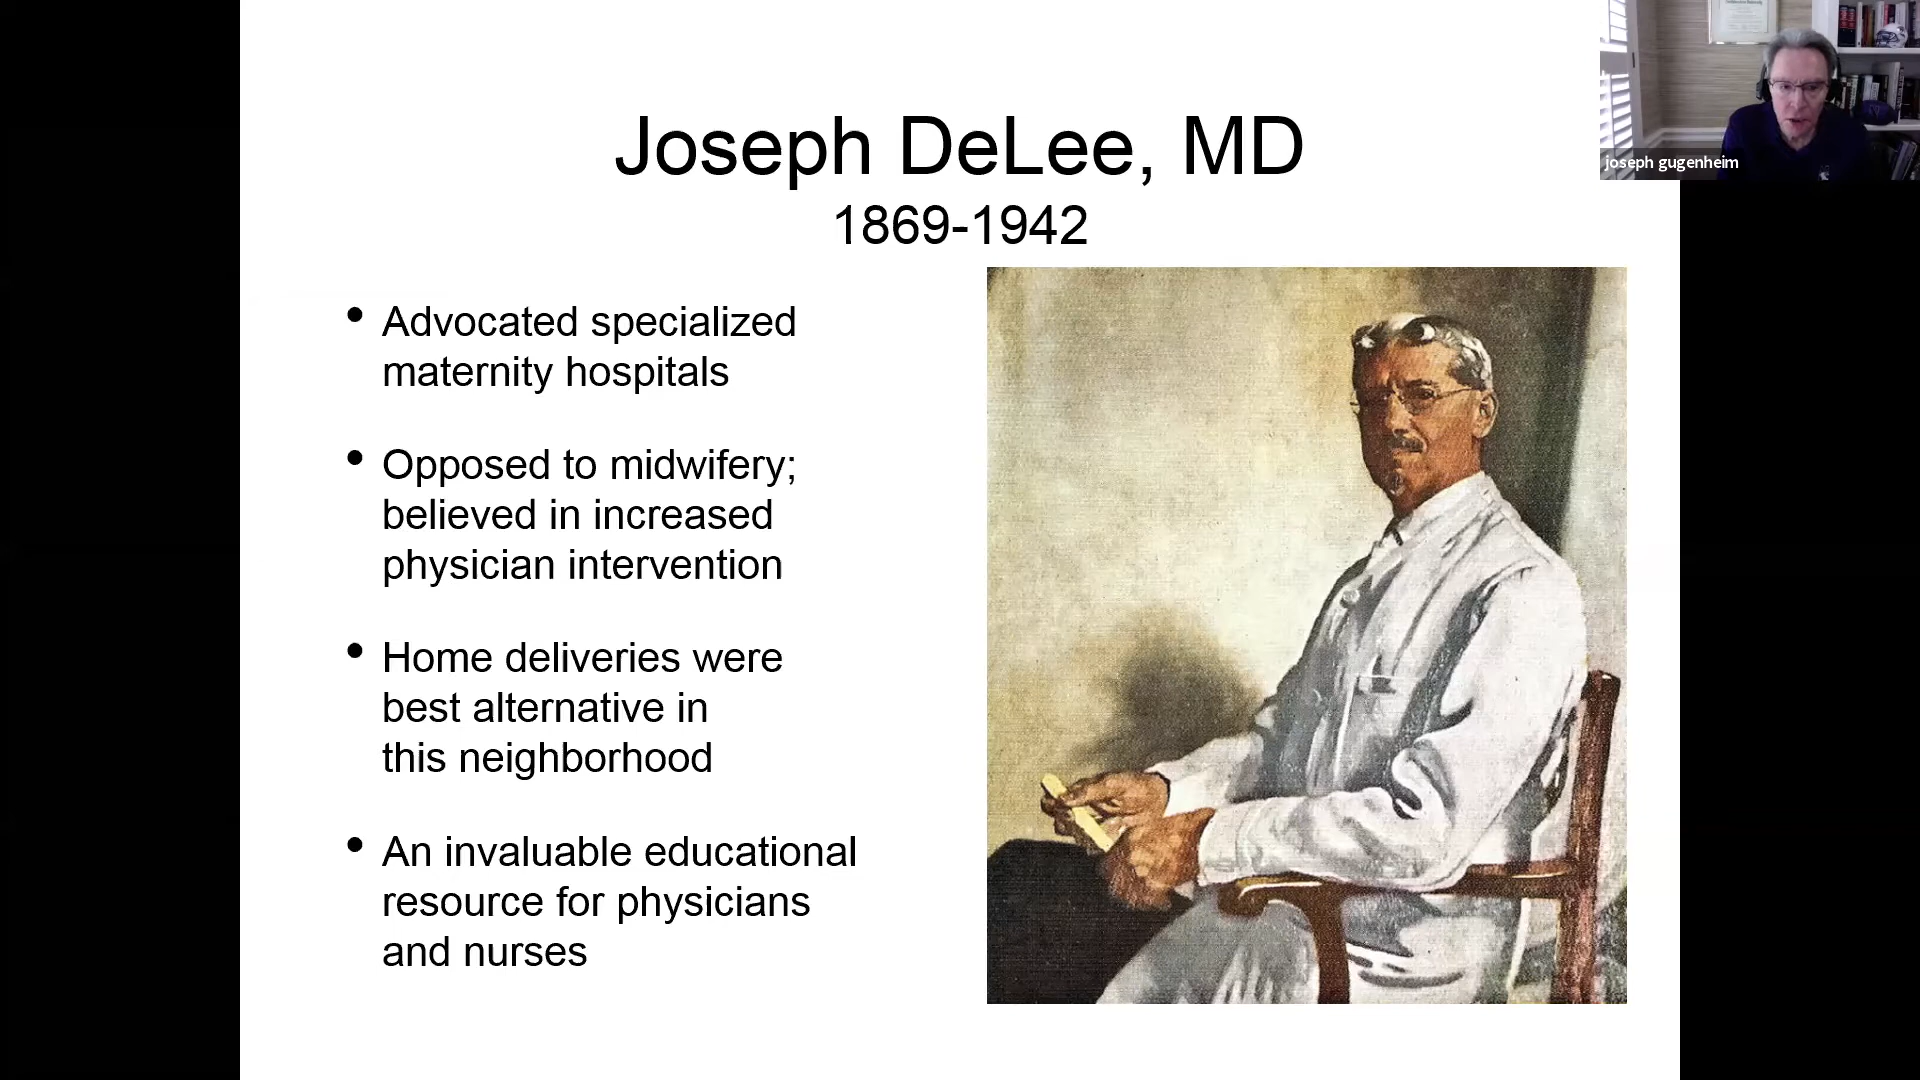 joseph gugenheim
Joseph DeLee, MD
1869-1942
• Advocated specialized
maternity hospitals
• Opposed to midwifery;
believed in increased
physician intervention
• Home deliveries were
best alternative in
this neighborhood
• An invaluable educational
resource for physicians
and nurses